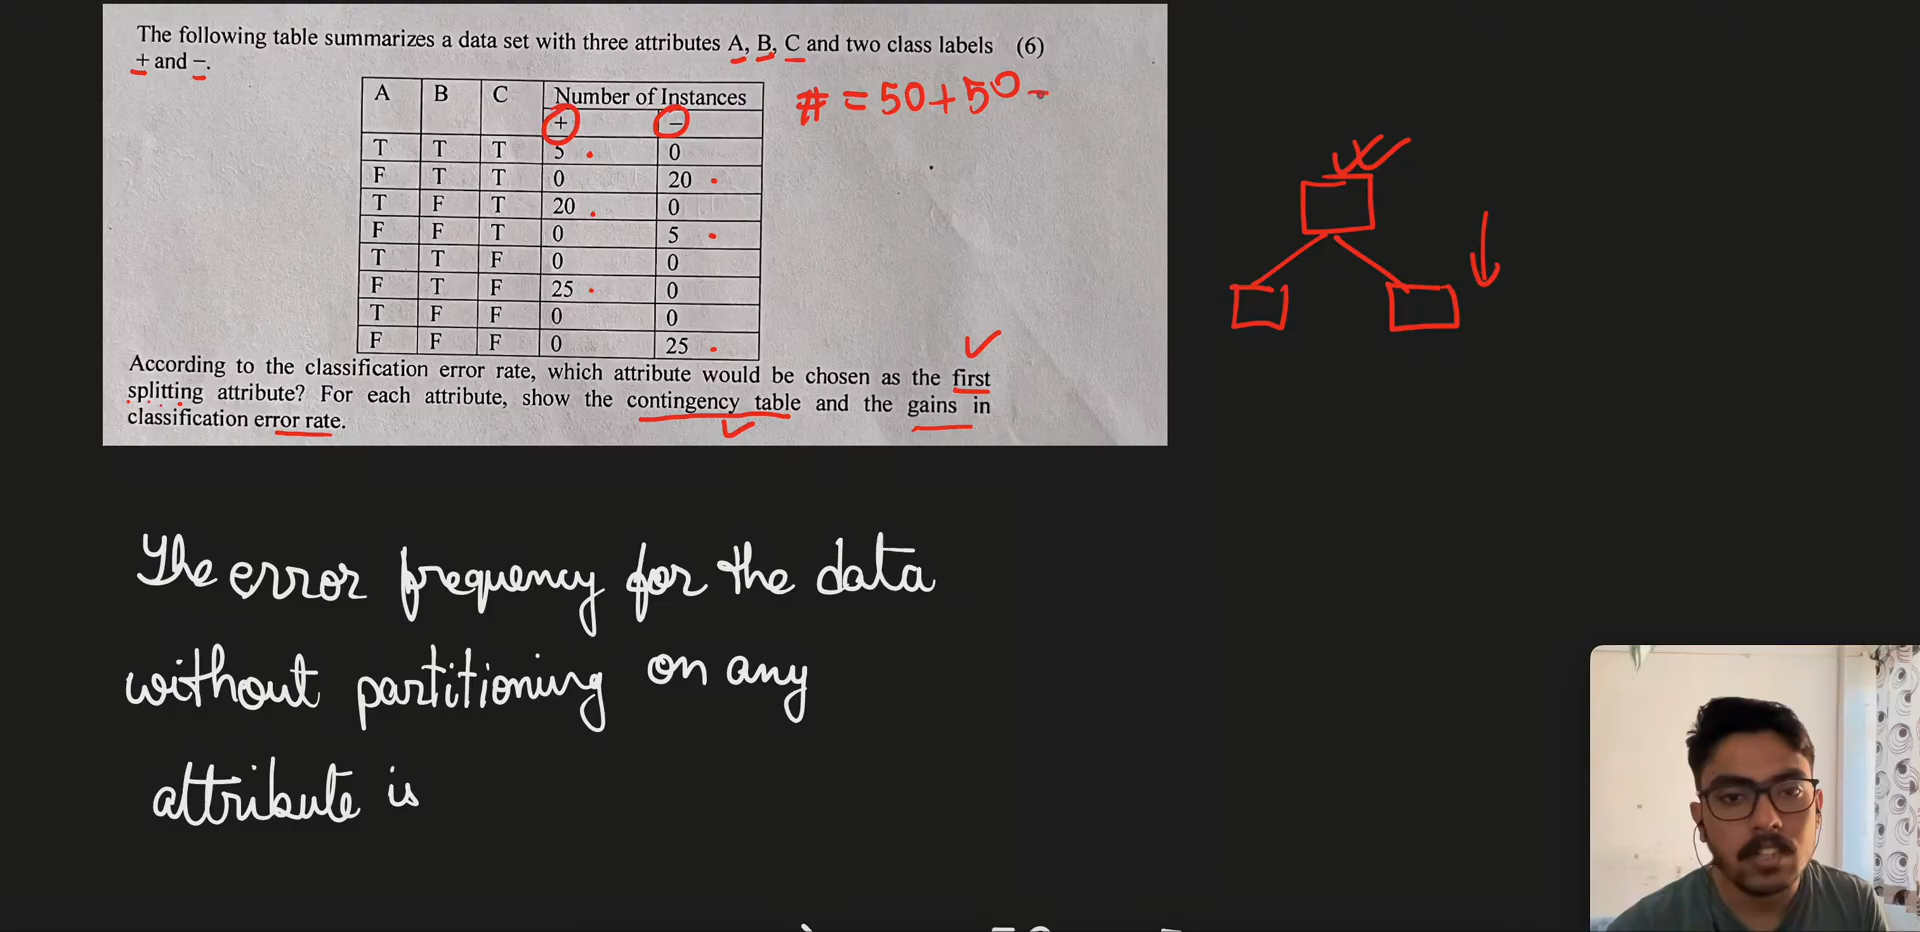 The following table summarizes a data set with three attributes A, B, C and two class labels (6)
+ and −.
A B C Number of Instances
+ −
# = 50+50 -
T T T 5 0
F T T 0 20
T F T 20 0
F F T 0 5
T T F 0 0
F T F 25 0
T F F 0 0
F F F 0 25
According to the classification error rate, which attribute would be chosen as the first
splitting attribute? For each attribute, show the contingency table and the gains in
classification error rate.
The error frequency for the data
without partitioning on any
attribute is